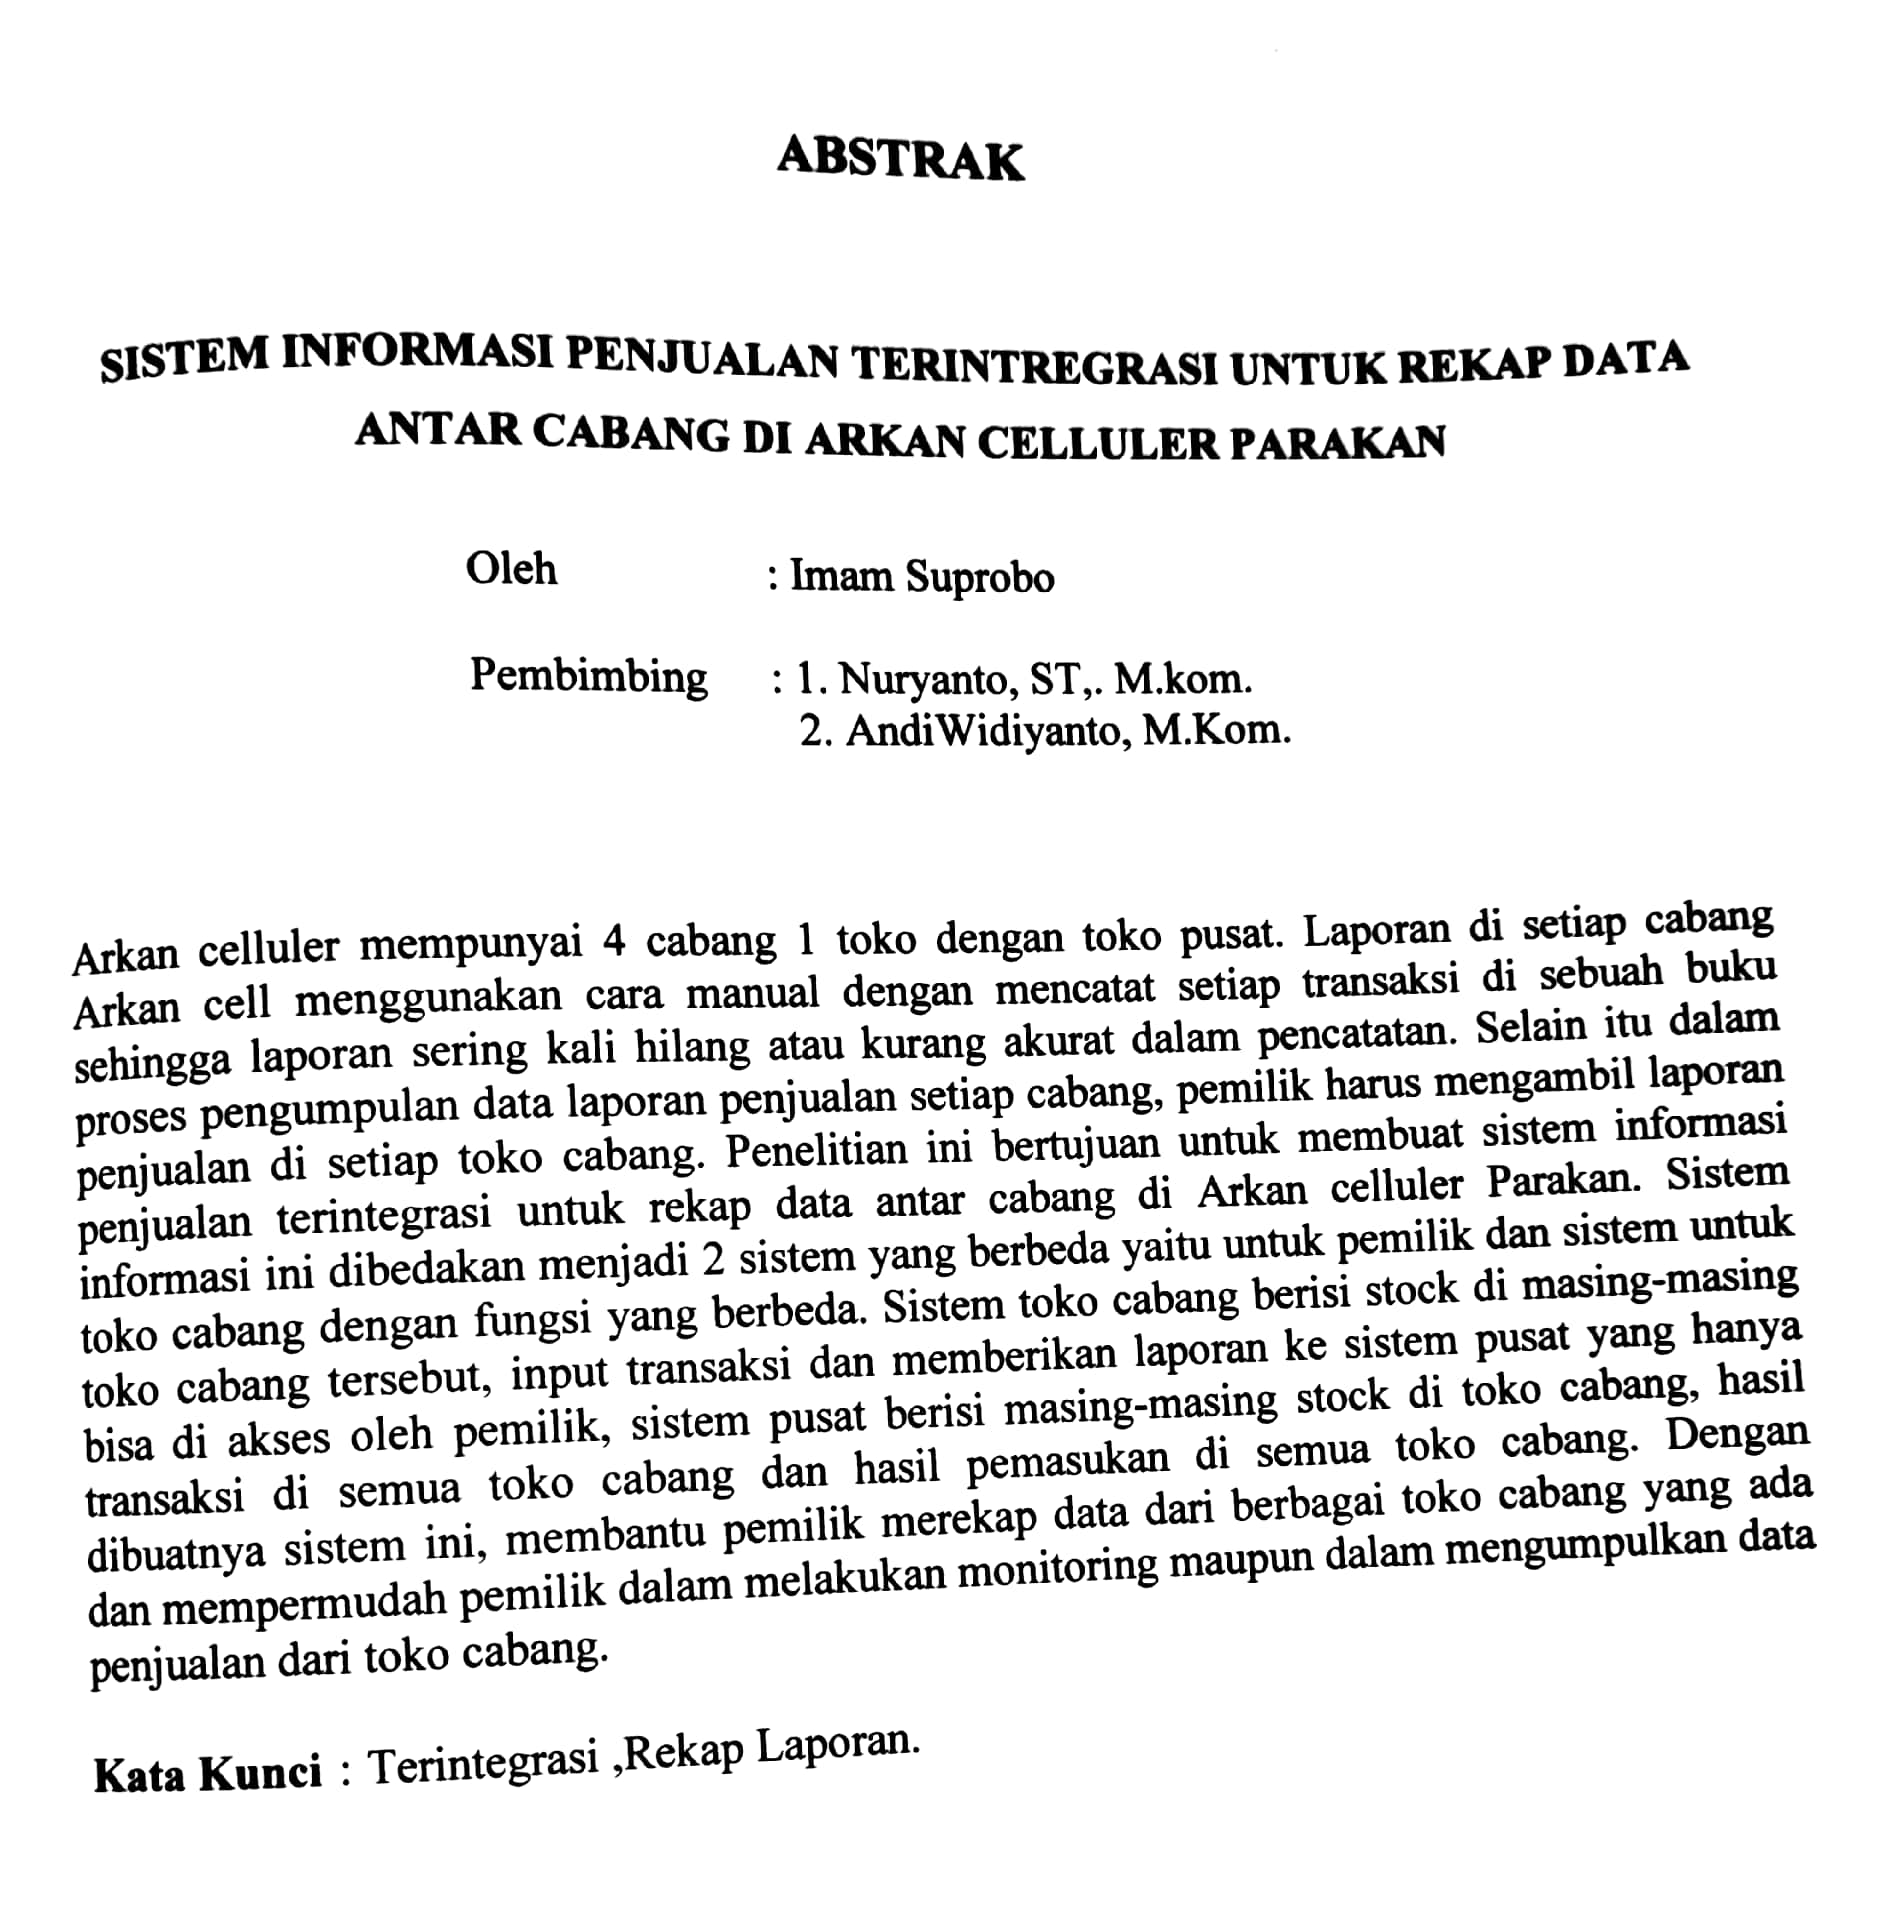 ABSTRAK
SISTEM INFORMASI PENJUALAN TERINTREGRASI UNTUK REKAP DATA
ANTAR CABANG DI ARKAN CELLULER PARAKAN
Oleh : Imam Suprobo
Pembimbing : 1. Nuryanto, ST,. M.kom.
2. AndiWidiyanto, M.Kom.
Arkan celluler mempunyai 4 cabang 1 toko dengan toko pusat. Laporan di setiap cabang
Arkan cell menggunakan cara manual dengan mencatat setiap transaksi di sebuah buku
sehingga laporan sering kali hilang atau kurang akurat dalam pencatatan. Selain itu dalam
proses pengumpulan data laporan penjualan setiap cabang, pemilik harus mengambil laporan
penjualan di setiap toko cabang. Penelitian ini bertujuan untuk membuat sistem informasi
penjualan terintegrasi untuk rekap data antar cabang di Arkan celluler Parakan. Sistem
informasi ini dibedakan menjadi 2 sistem yang berbeda yaitu untuk pemilik dan sistem untuk
toko cabang dengan fungsi yang berbeda. Sistem toko cabang berisi stock di masing-masing
toko cabang tersebut, input transaksi dan memberikan laporan ke sistem pusat yang hanya
bisa di akses oleh pemilik, sistem pusat berisi masing-masing stock di toko cabang, hasil
transaksi di semua toko cabang dan hasil pemasukan di semua toko cabang. Dengan
dibuatnya sistem ini, membantu pemilik merekap data dari berbagai toko cabang yang ada
dan mempermudah pemilik dalam melakukan monitoring maupun dalam mengumpulkan data
penjualan dari toko cabang.
Kata Kunci : Terintegrasi ,Rekap Laporan.